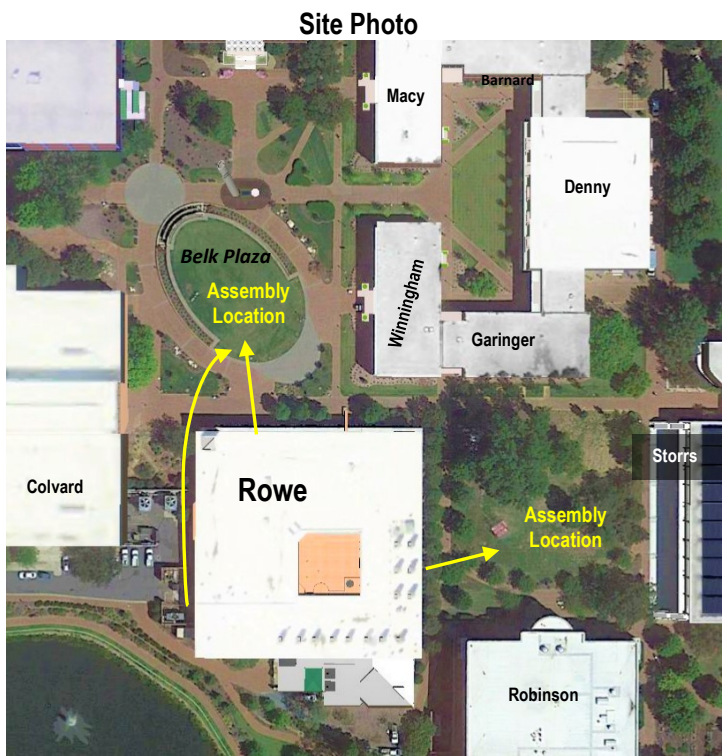 Site Photo
Macy
Barnard
Denny
Belk Plaza
Assembly
Location
Winningham
Garinger
Storrs
Rowe
Colvard
Assembly
Location
Robinson